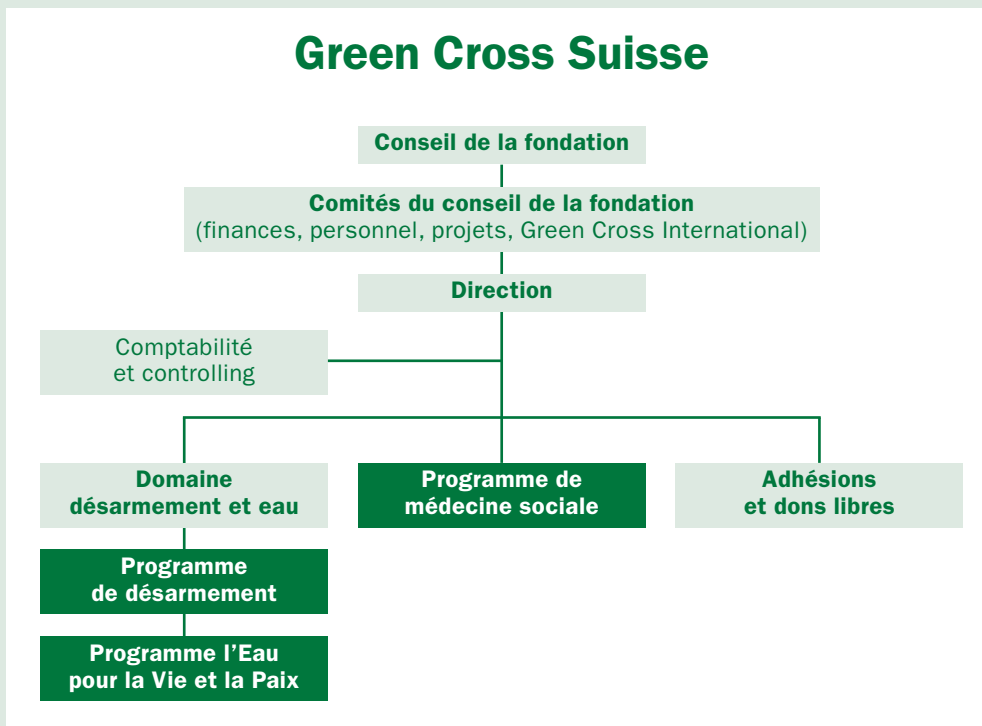 Green Cross Suisse
Conseil de la fondation
Comités du conseil de la fondation
(finances, personnel, projets, Green Cross International)
Direction
Comptabilité
et controlling
Domaine
désarmement et eau
Programme de
médecine sociale
Adhésions
et dons libres
Programme
de désarmement
Programme l’Eau
pour la Vie et la Paix